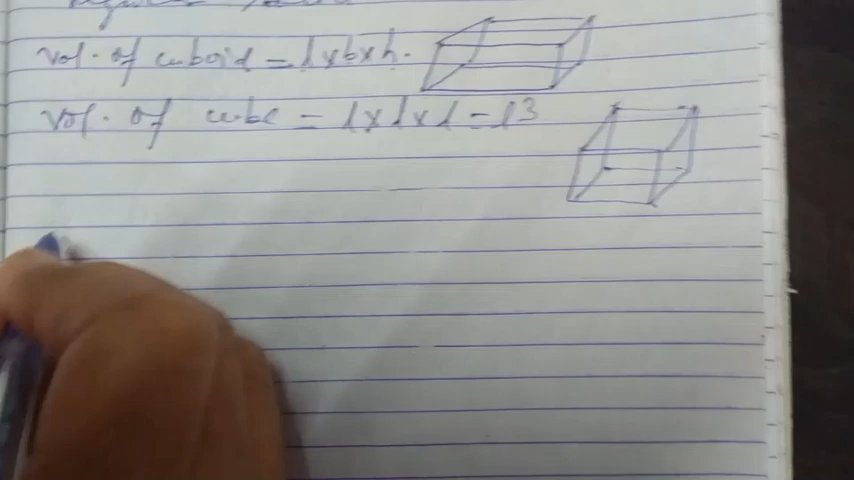 vol. of cuboid = l×b×h.
vol. of cube = l×l×l = l³